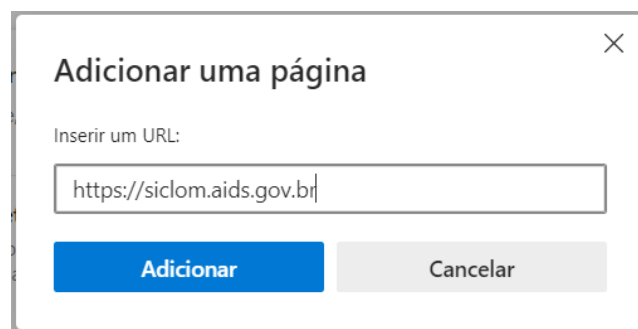 Adicionar uma página
Inserir um URL:
https://siclom.aids.gov.br
Adicionar
Cancelar